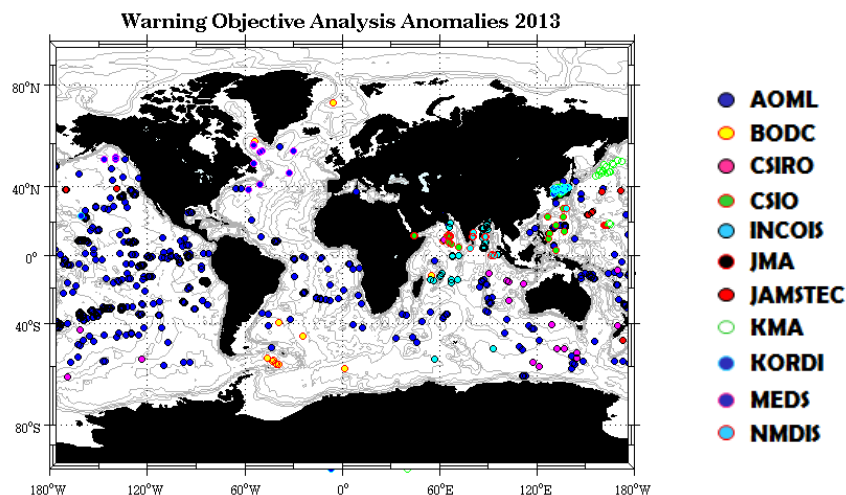 Warning Objective Analysis Anomalies 2013
80°N
40°N
0°
40°S
80°S
180°W
120°W
60°W
0°
60°E
120°E
180°W
AOML
BODC
CSIRO
CSIO
INCOIS
JMA
JAMSTEC
KMA
KORDI
MEDS
NMDIS